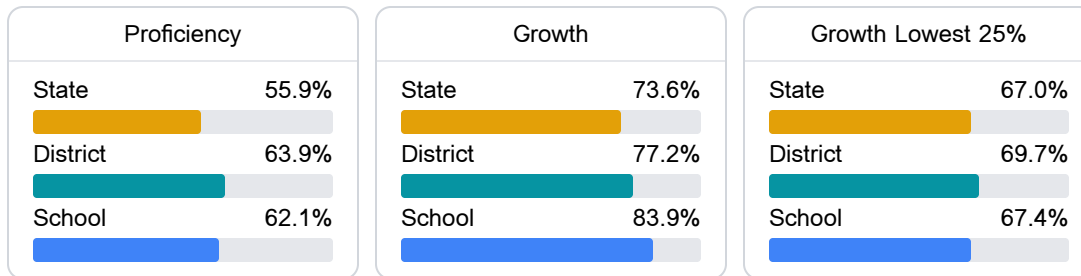 Proficiency
State 55.9%
District 63.9%
School 62.1%
Growth
State 73.6%
District 77.2%
School 83.9%
Growth Lowest 25%
State 67.0%
District 69.7%
School 67.4%